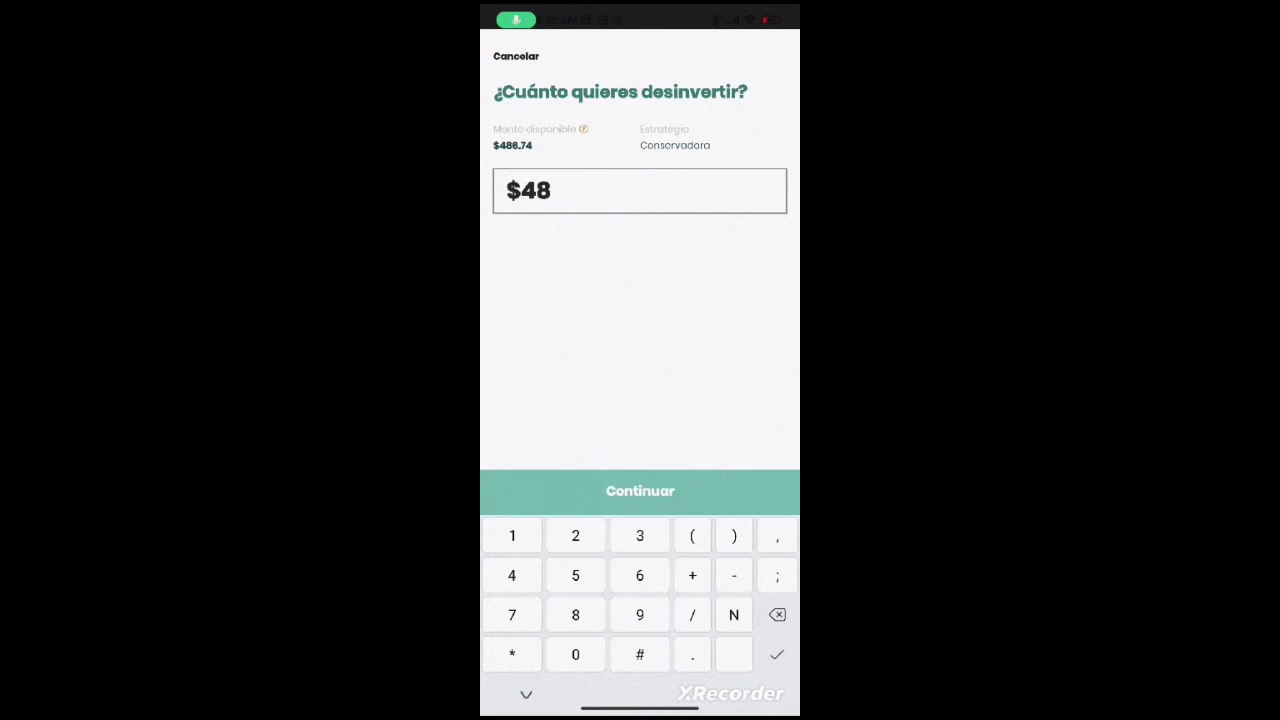 Cancelar
¿Cuánto quieres desinvertir?
Monto disponible ? Estrategia
$486.74 Conservadora
$48
Continuar
1 2 3 ( ) ,
4 5 6 + - ;
7 8 9 / N
* 0 # .
XRecorder